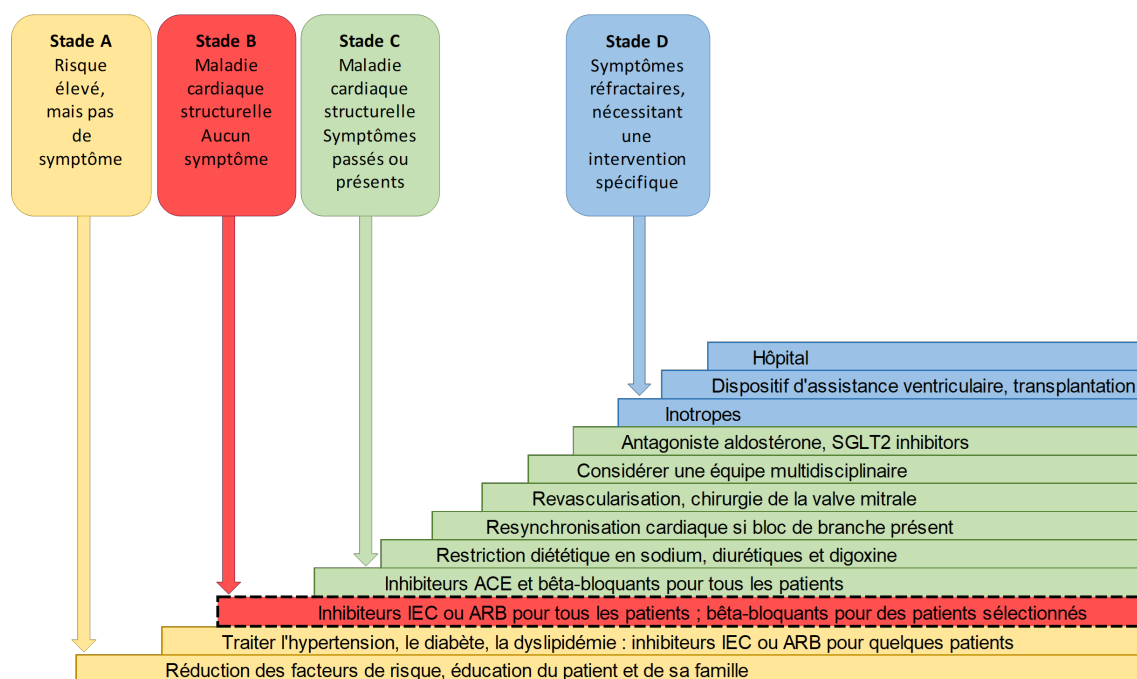 Stade A
Risque
élevé,
mais pas
de
symptôme
Stade B
Maladie
cardiaque
structurelle
Aucun
symptôme
Stade C
Maladie
cardiaque
structurelle
Symptômes
passés ou
présents
Stade D
Symptômes
réfractaires,
nécessitant
une
intervention
spécifique
Hôpital
Dispositif d'assistance ventriculaire, transplantation
Inotropes
Antagoniste aldostérone, SGLT2 inhibitors
Considérer une équipe multidisciplinaire
Revascularisation, chirurgie de la valve mitrale
Resynchronisation cardiaque si bloc de branche présent
Restriction diététique en sodium, diurétiques et digoxine
Inhibiteurs ACE et bêta-bloquants pour tous les patients
Inhibiteurs IEC ou ARB pour tous les patients ; bêta-bloquants pour des patients sélectionnés
Traiter l'hypertension, le diabète, la dyslipidémie : inhibiteurs IEC ou ARB pour quelques patients
Réduction des facteurs de risque, éducation du patient et de sa famille